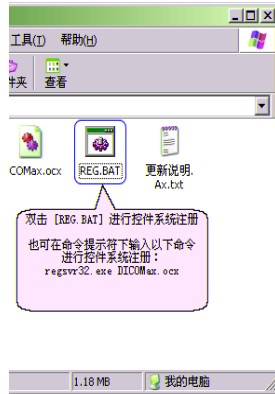 工具(T) 帮助(H)
件夹 查看
COMax.ocx REG.BAT 更新说明.
Ax.txt
双击 [REG.BAT] 进行控件系统注册
也可在命令提示符下输入以下命令
进行控件系统注册：
regsvr32.exe DICOMax.ocx
1.18 MB 我的电脑